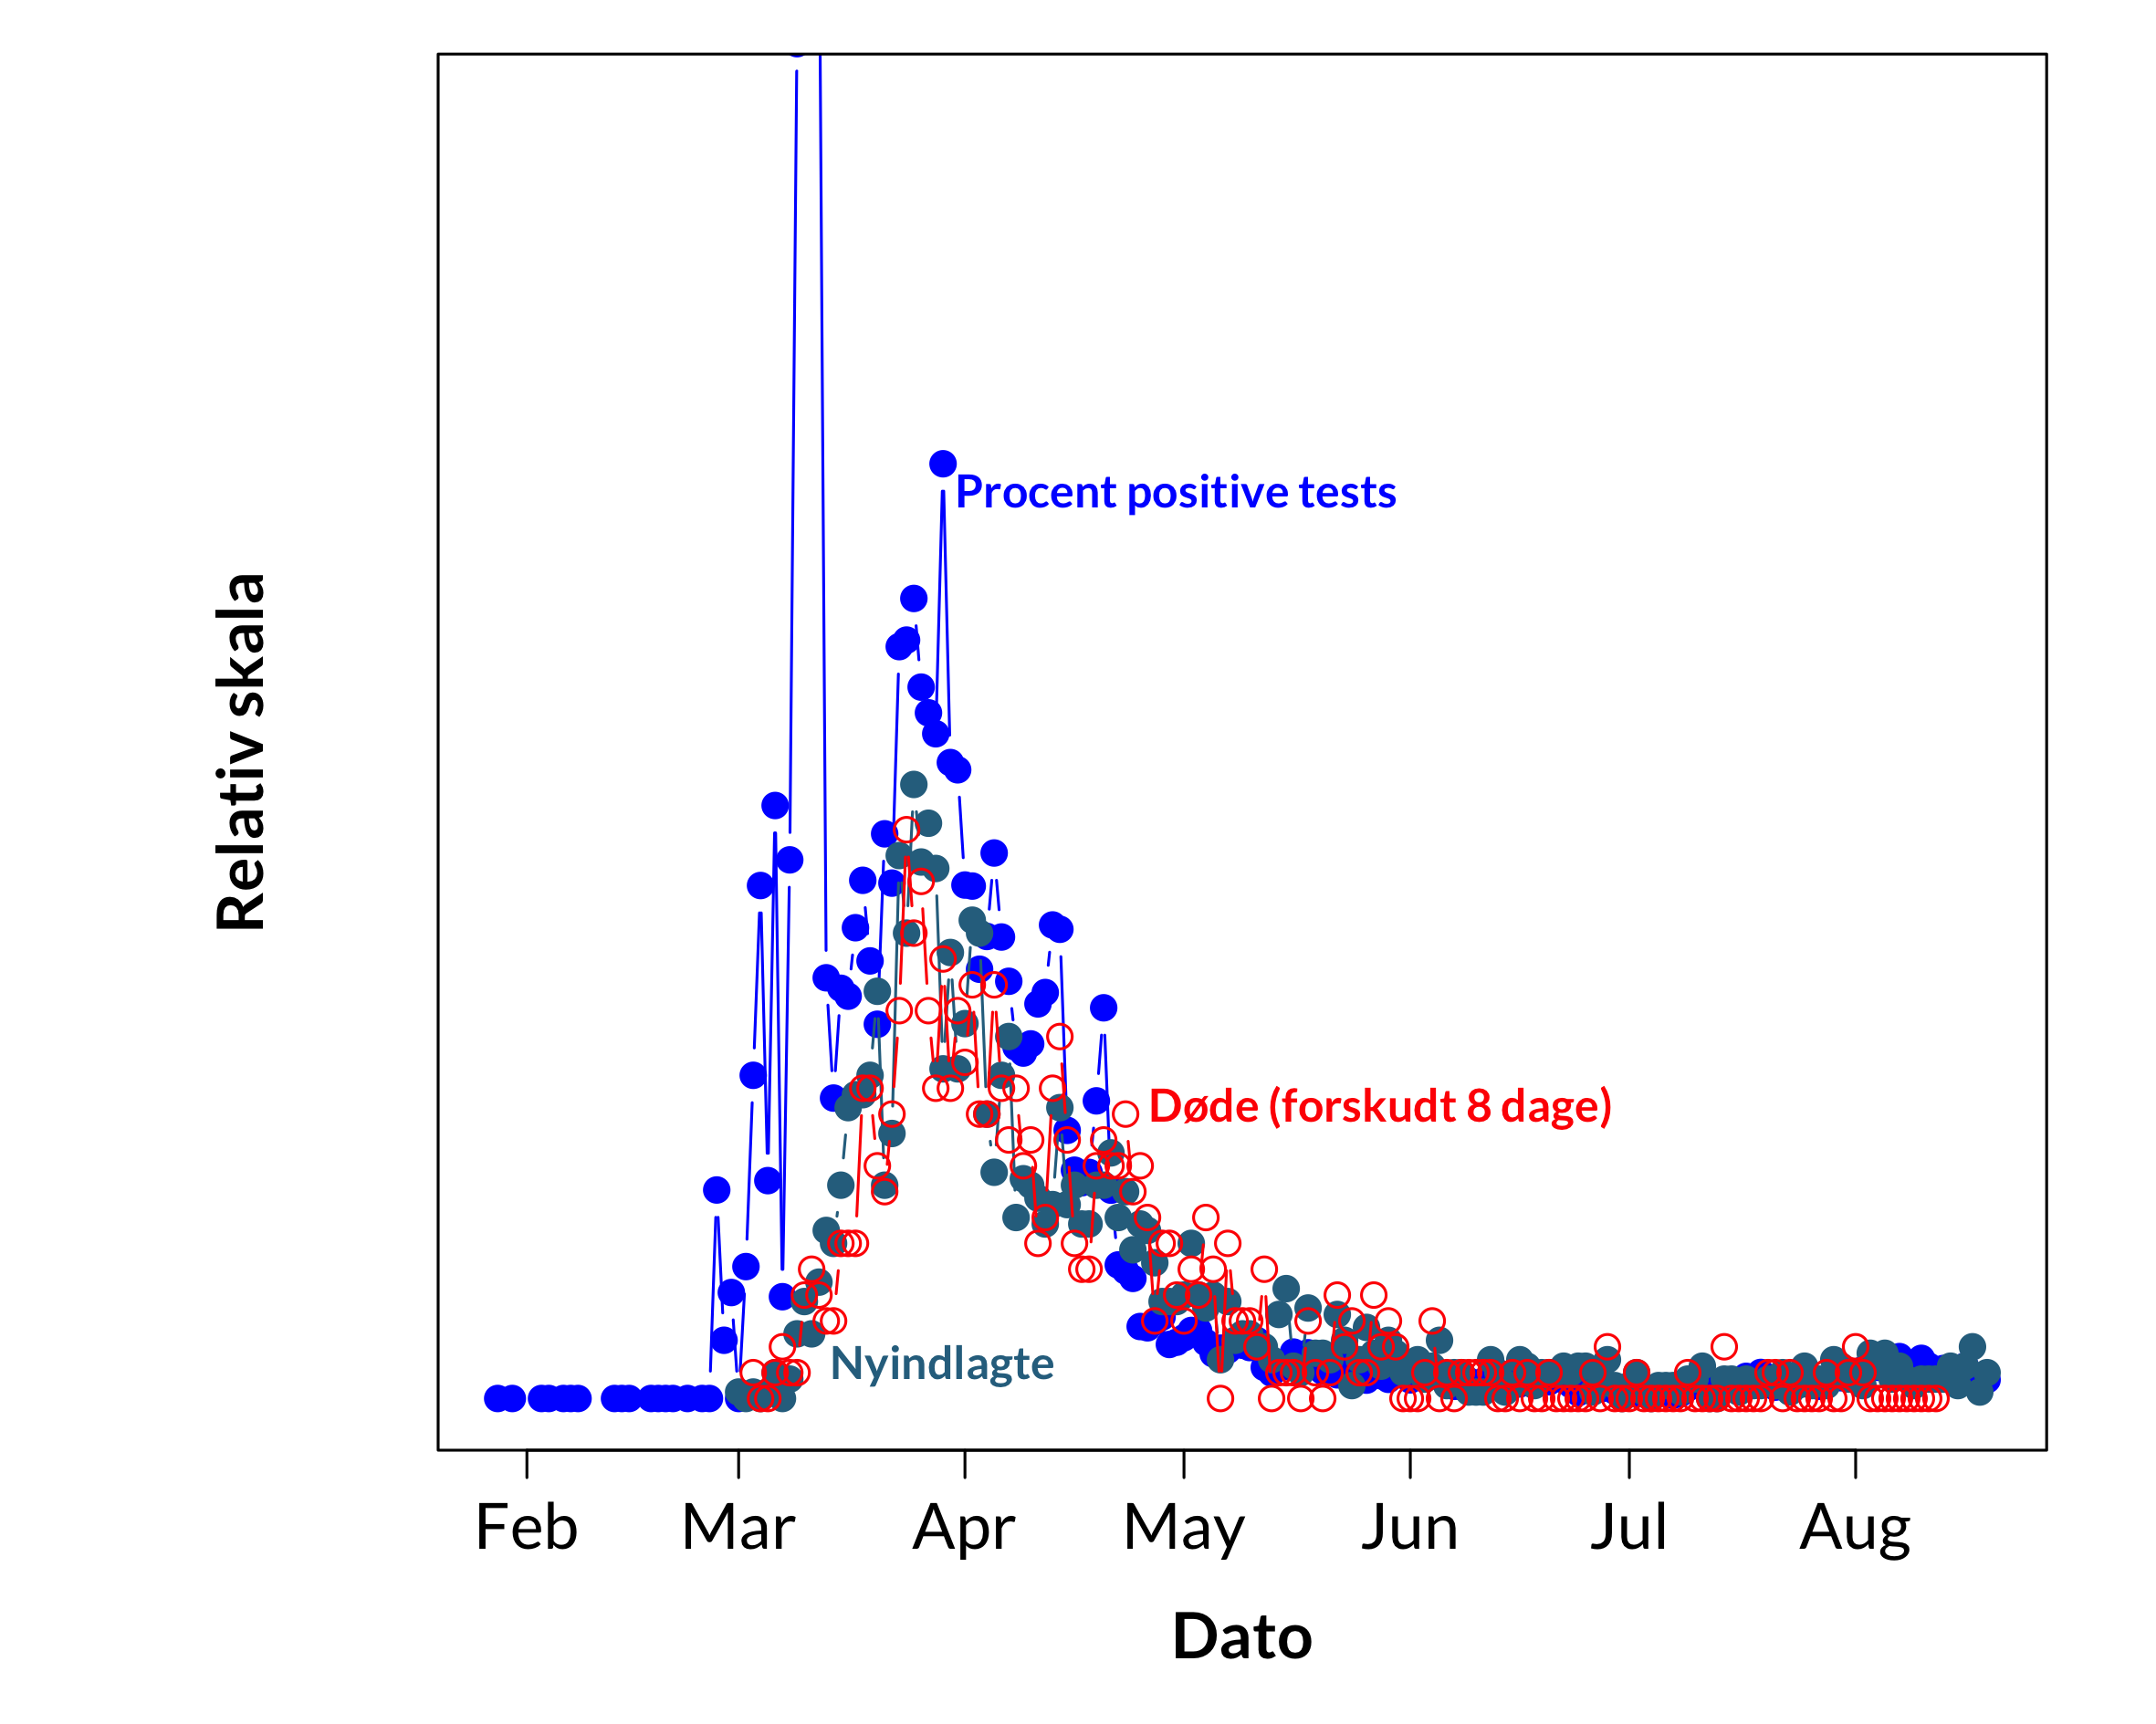 Relativ skala
Procent positive tests
Døde (forskudt 8 dage)
Nyindlagte
Feb Mar Apr May Jun Jul Aug
Dato